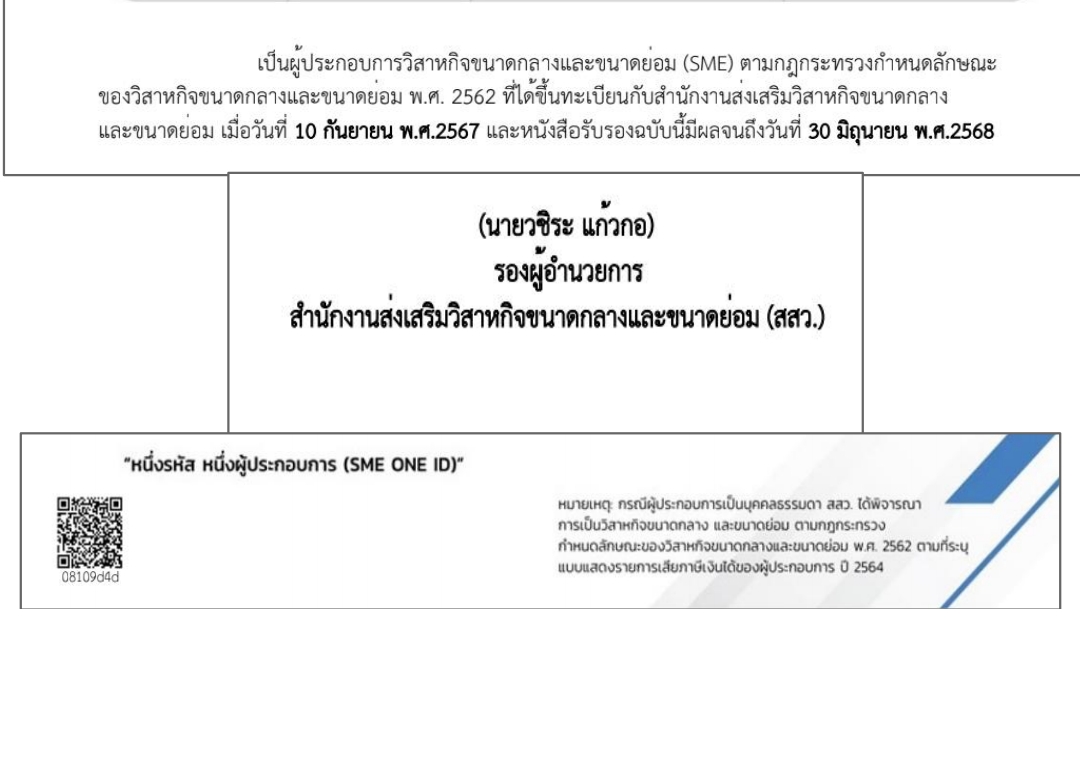 เป็นผู้ประกอบการวิสาหกิจขนาดกลางและขนาดย่อม (SME) ตามกฎกระทรวงกำหนดลักษณะ
ของวิสาหกิจขนาดกลางและขนาดย่อม พ.ศ. 2562 ที่ได้ขึ้นทะเบียนกับสำนักงานส่งเสริมวิสาหกิจขนาดกลาง
และขนาดย่อม เมื่อวันที่ 10 กันยายน พ.ศ.2567 และหนังสือรับรองฉบับนี้มีผลจนถึงวันที่ 30 มิถุนายน พ.ศ.2568
(นายวชิระ แก้วกอ)
รองผู้อำนวยการ
สำนักงานส่งเสริมวิสาหกิจขนาดกลางและขนาดย่อม (สสว.)
"หนึ่งรหัส หนึ่งผู้ประกอบการ (SME ONE ID)"
08109d4d
หมายเหตุ: กรณีผู้ประกอบการเป็นบุคคลธรรมดา สสว. ได้พิจารณา
การเป็นวิสาหกิจขนาดกลาง และขนาดย่อม ตามกฎกระทรวง
กำหนดลักษณะของวิสาหกิจขนาดกลางและขนาดย่อม พ.ศ. 2562 ตามที่ระบุ
แบบแสดงรายการเสียภาษีเงินได้ของผู้ประกอบการ ปี 2564